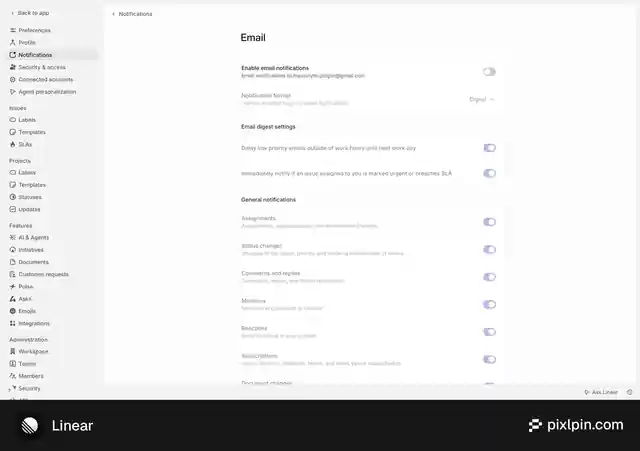 Back to app
Notifications
Preferences
Profile
Notifications
Security & access
Connected accounts
Agent personalization
Issues
Labels
Templates
SLAs
Projects
Labels
Templates
Statuses
Updates
Features
AI & Agents
Initiatives
Documents
Customer requests
Pulse
Asks
Emojis
Integrations
Administration
Workspace
Teams
Members
Security
Email
Enable email notifications
Email notifications to
Notification format
Digest
Email digest settings
Delay low priority emails outside of work hours until next work day
Immediately notify if an issue assigned to you is marked urgent or breaches SLA
General notifications
Assignments
Status changes
Comments and replies
Mentions
Reactions
Subscriptions
Document changes
Ask Linear
Linear
pixlpin.com